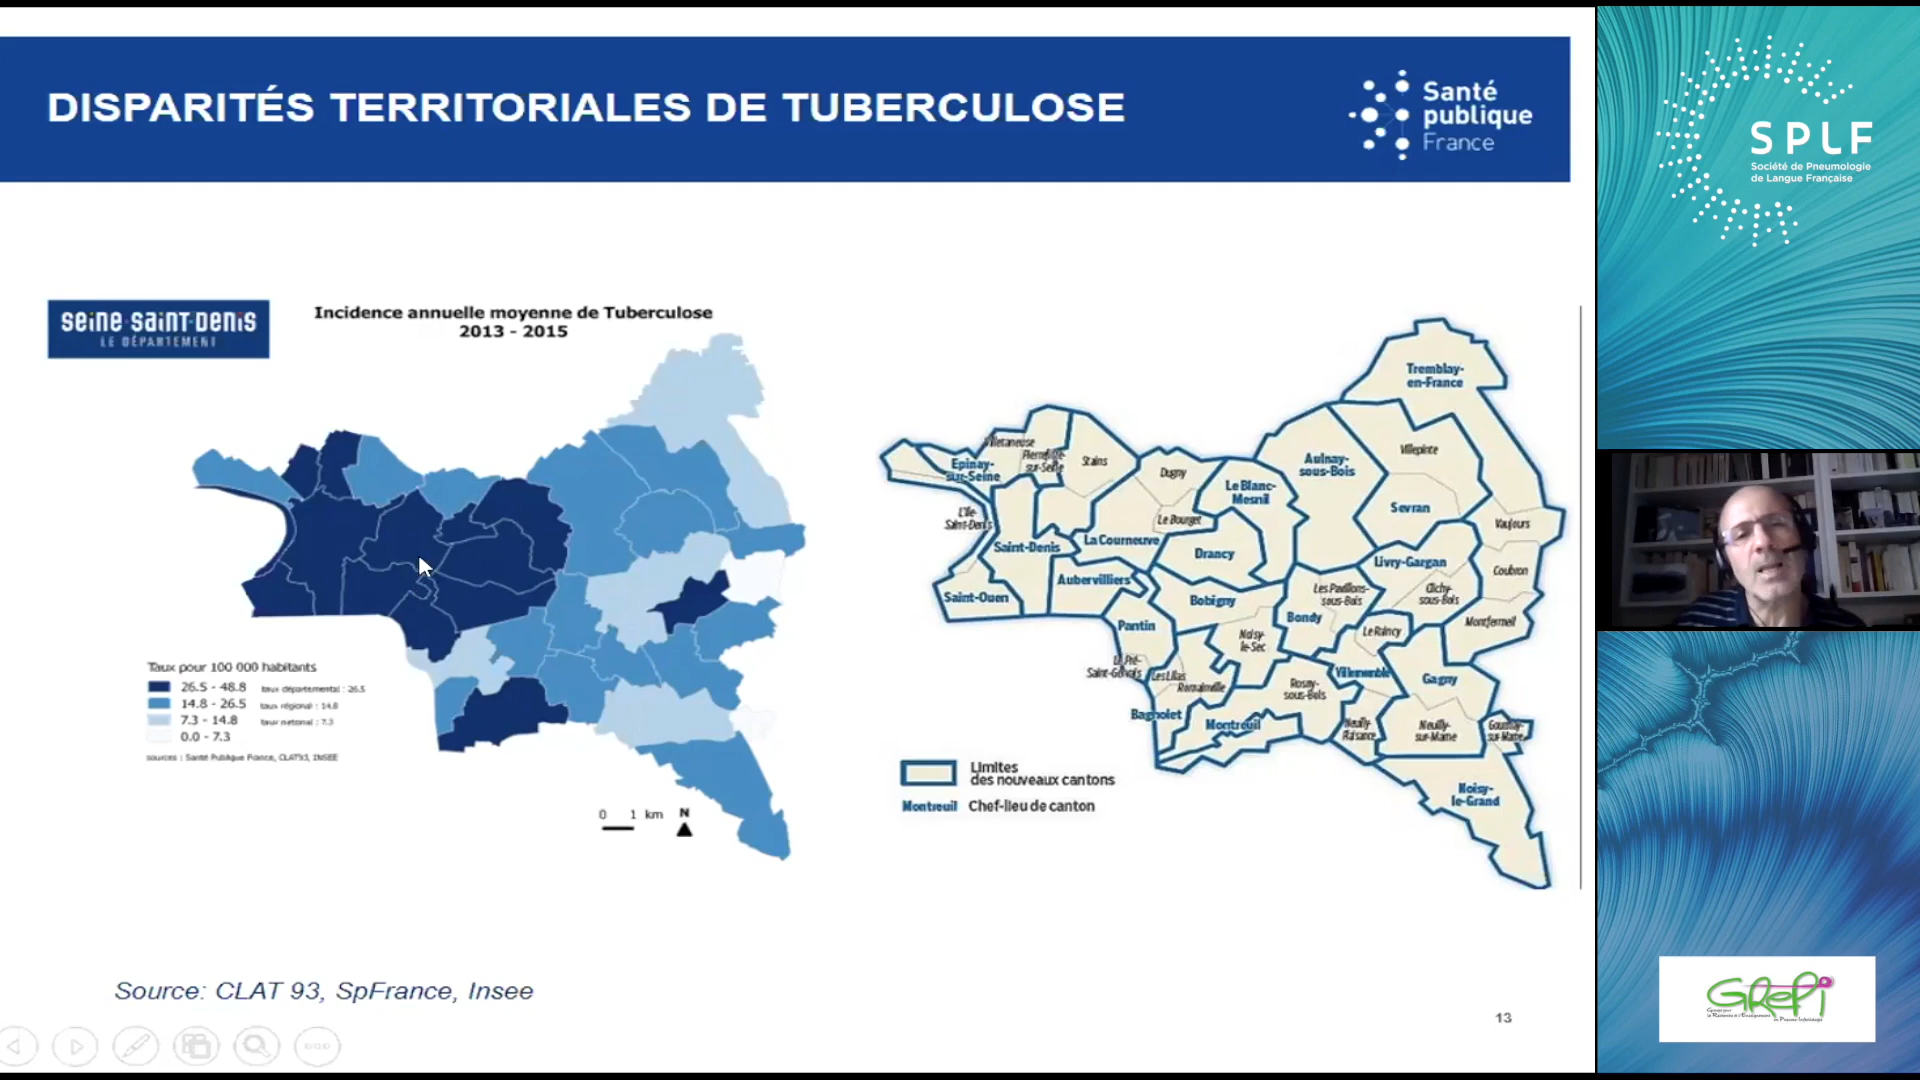 DISPARITÉS TERRITORIALES DE TUBERCULOSE
Santé
publique
France
seine-saint-denis
LE DÉPARTEMENT
Incidence annuelle moyenne de Tuberculose
2013 - 2015
Taux pour 100 000 habitants
26.5 - 48.8 taux départemental : 26.5
14.8 - 26.5 taux régional : 14.8
7.3 - 14.8 taux national : 7.3
0.0 - 7.3
sources : Santé Publique France, CLAT93, INSEE
0 1 km N
Tremblay-
en-France
Villetaneuse
Pierrefitte-
sur-Seine
Stains
Epinay-
sur-Seine
Dugny
Le Blanc-
Mesnil
Aulnay-
sous-Bois
Villepinte
Sevran
L'Ile-
Saint-Denis
Le Bourget
Vaujours
Saint-Denis
La Courneuve
Drancy
Livry-Gargan
Coubron
Aubervilliers
Saint-Ouen
Bobigny
Les Pavillons-
sous-Bois
Clichy-
sous-Bois
Bondy
Montfermeil
Pantin
Noisy-
le-Sec
Le Raincy
Le Pré-
Saint-Gervais
Les Lilas
Romainville
Villemomble
Gagny
Rosny-
sous-Bois
Bagnolet
Montreuil
Neuilly-
Plaisance
Neuilly-
sur-Marne
Gournay-
sur-Marne
Noisy-
le-Grand
Limites
des nouveaux cantons
Montreuil Chef-lieu de canton
Source: CLAT 93, SpFrance, Insee
13
SPLF
Société de Pneumologie
de Langue Française
GREPI